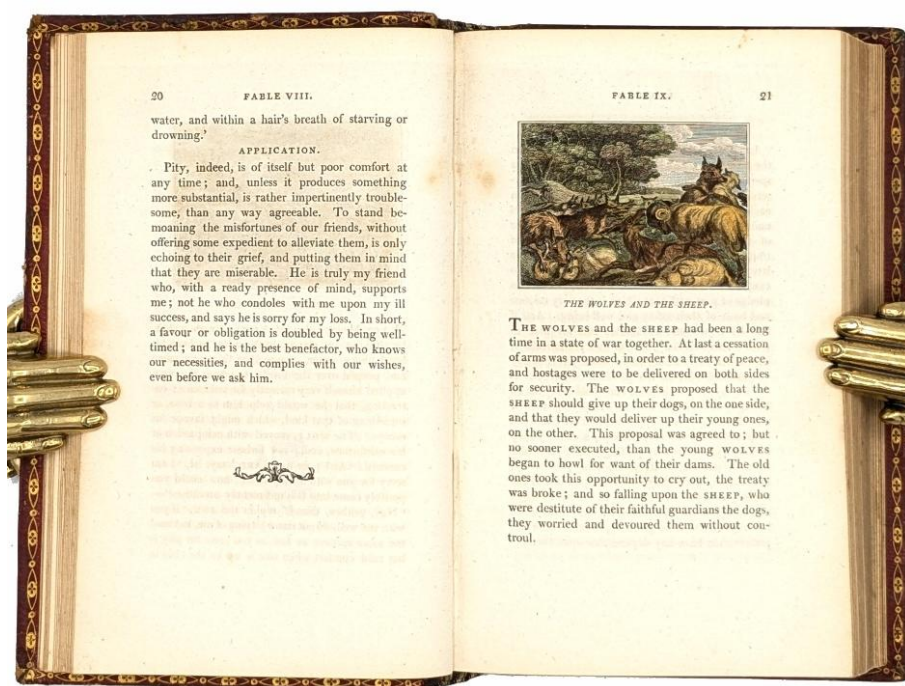 20 FABLE VIII.
water, and within a hair's breath of starving or
drowning.'
APPLICATION.
Pity, indeed, is of itself but poor comfort at
any time; and, unless it produces something
more substantial, is rather impertinently trouble-
some, than any way agreeable. To stand be-
moaning the misfortunes of our friends, without
offering some expedient to alleviate them, is only
echoing to their grief, and putting them in mind
that they are miserable. He is truly my friend
who, with a ready presence of mind, supports
me; not he who condoles with me upon my ill
success, and says he is sorry for my loss. In short,
a favour or obligation is doubled by being well-
timed; and he is the best benefactor, who knows
our necessities, and complies with our wishes,
even before we ask him.
FABLE IX. 21
THE WOLVES AND THE SHEEP.
THE WOLVES and the SHEEP had been a long
time in a state of war together. At last a cessation
of arms was proposed, in order to a treaty of peace,
and hostages were to be delivered on both sides
for security. The WOLVES proposed that the
SHEEP should give up their dogs, on the one side,
and that they would deliver up their young ones,
on the other. This proposal was agreed to; but
no sooner executed, than the young WOLVES
began to howl for want of their dams. The old
ones took this opportunity to cry out, the treaty
was broke; and so falling upon the SHEEP, who
were destitute of their faithful guardians the dogs,
they worried and devoured them without con-
troul.